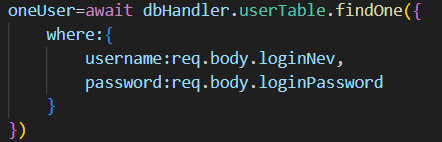 oneUser=await dbHandler.userTable.findOne({
where:{
username:req.body.loginNev,
password:req.body.loginPassword
}
})